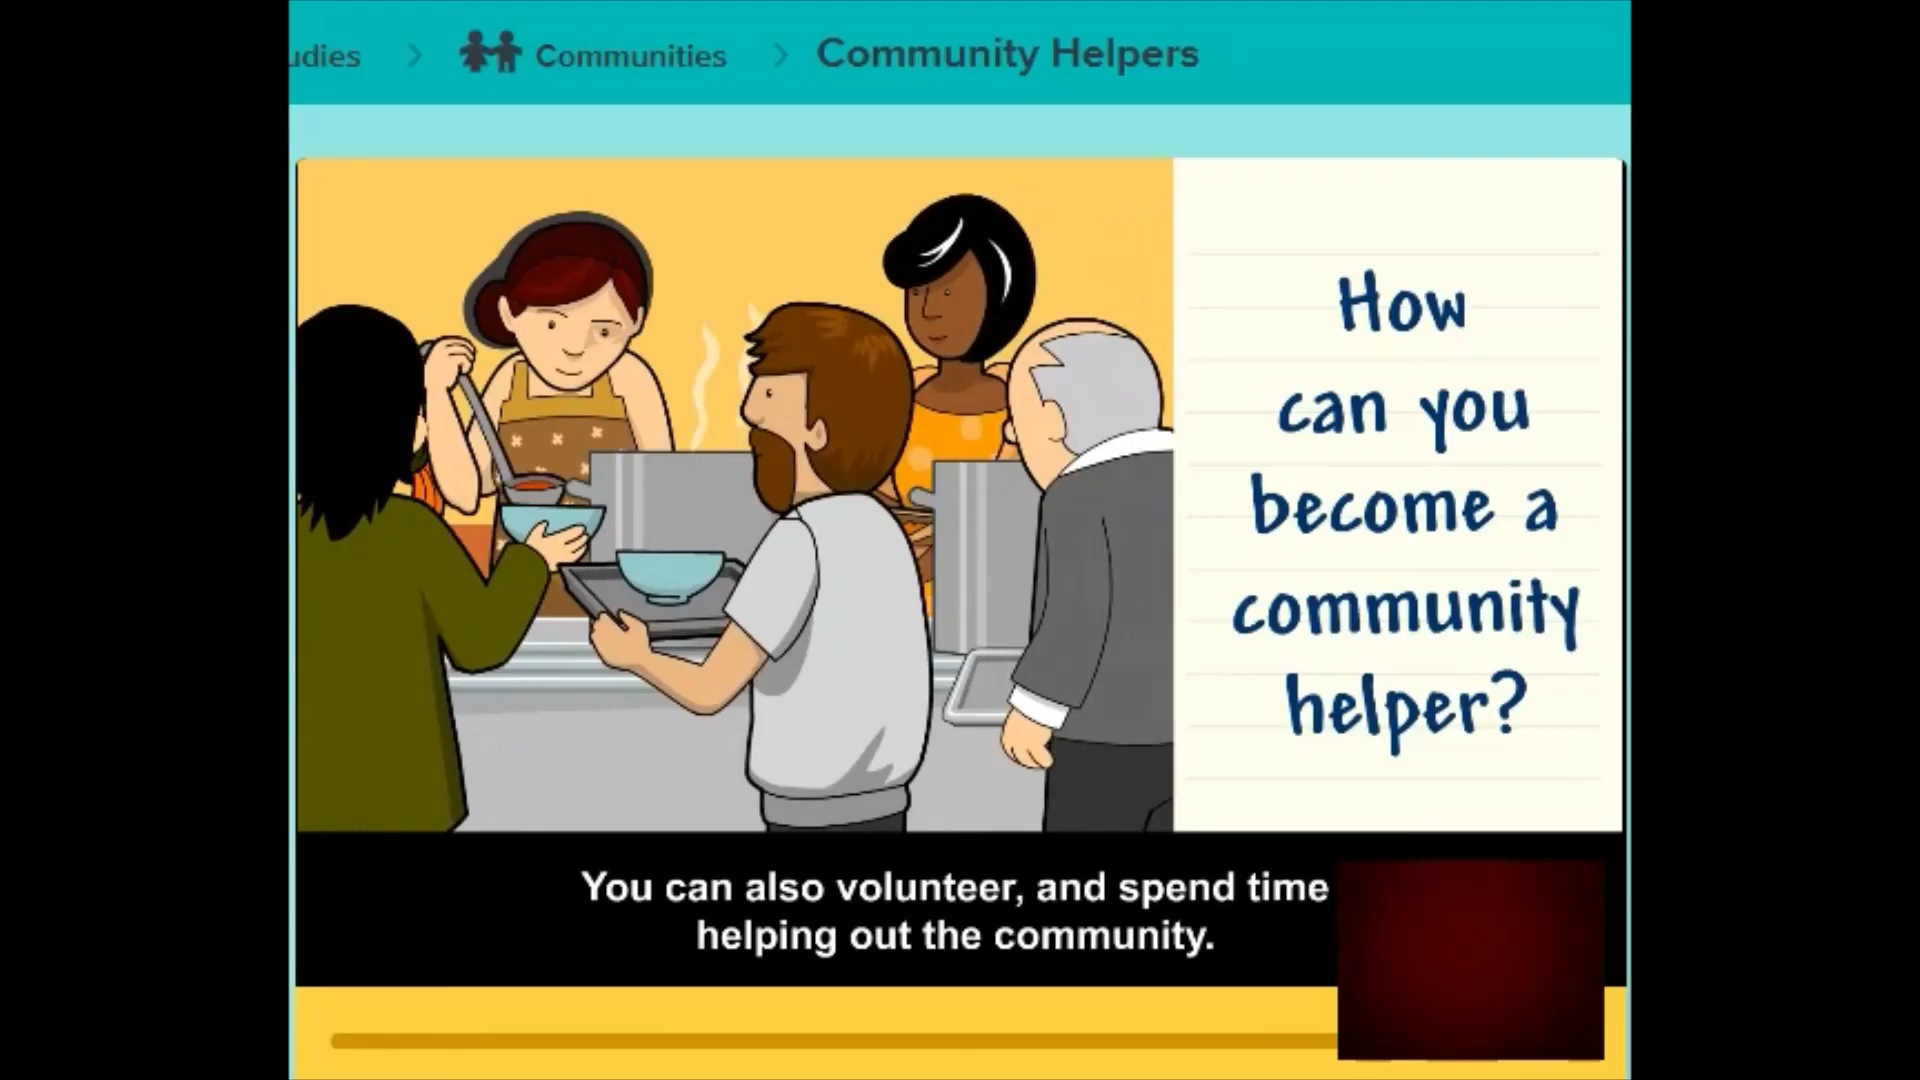 udies > Communities > Community Helpers
How
can you
become a
community
helper?
You can also volunteer, and spend time
helping out the community.